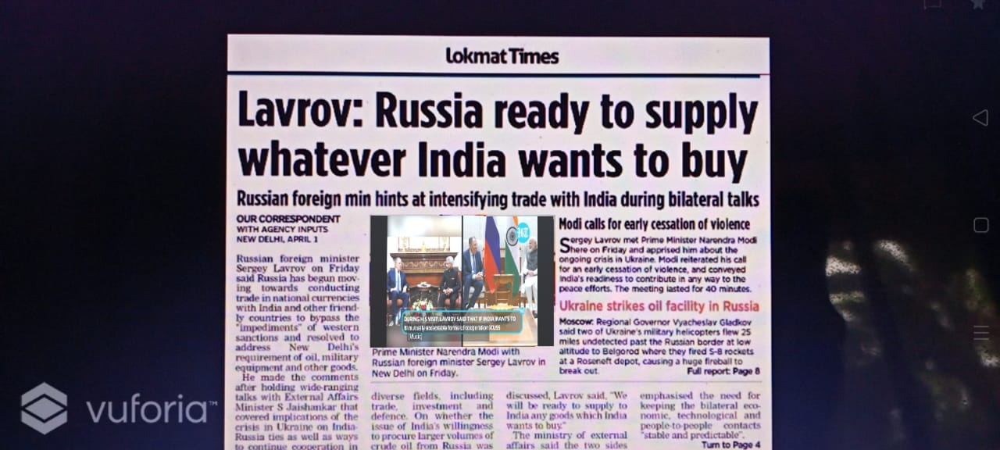 Lokmat Times
Lavrov: Russia ready to supply
whatever India wants to buy
Russian foreign min hints at intensifying trade with India during bilateral talks
OUR CORRESPONDENT
WITH AGENCY INPUTS
NEW DELHI, APRIL 1
Russian foreign minister
Sergey Lavrov on Friday
said Russia has begun mov-
ing towards conducting
trade in national currencies
with India and other friend-
ly countries to bypass the
"impediments" of western
sanctions and resolved to
address New Delhi's
requirement of oil, military
equipment and other goods.
He made the comments
after holding wide-ranging
talks with External Affairs
Minister S Jaishankar that
covered implications of the
crisis in Ukraine on India-
Russia ties as well as ways
to continue cooperation in
HT
DURING HIS VISIT, LAVROV SAID THAT IF INDIA WANTS TO
[Music]
Prime Minister Narendra Modi with
Russian foreign minister Sergey Lavrov in
New Delhi on Friday.
diverse fields, including
trade, investment and
defence. On whether the
issue of India's willingness
to procure larger volumes of
crude oil from Russia was
discussed, Lavrov said, "We
will be ready to supply to
India any goods which India
wants to buy."
The ministry of external
affairs said the two sides
Modi calls for early cessation of violence
Sergey Lavrov met Prime Minister Narendra Modi
here on Friday and apprised him about the
ongoing crisis in Ukraine. Modi reiterated his call
for an early cessation of violence, and conveyed
India's readiness to contribute in any way to the
peace efforts. The meeting lasted for 40 minutes.
Ukraine strikes oil facility in Russia
Moscow: Regional Governor Vyacheslav Gladkov
said two of Ukraine's military helicopters flew 25
miles undetected past the Russian border at low
altitude to Belgorod where they fired S-8 rockets
at a Roseneft depot, causing a huge fireball to
break out. Full report: Page 8
emphasised the need for
keeping the bilateral eco-
nomic, technological and
people-to-people contacts
"stable and predictable".
Turn to Page 4
vuforia™